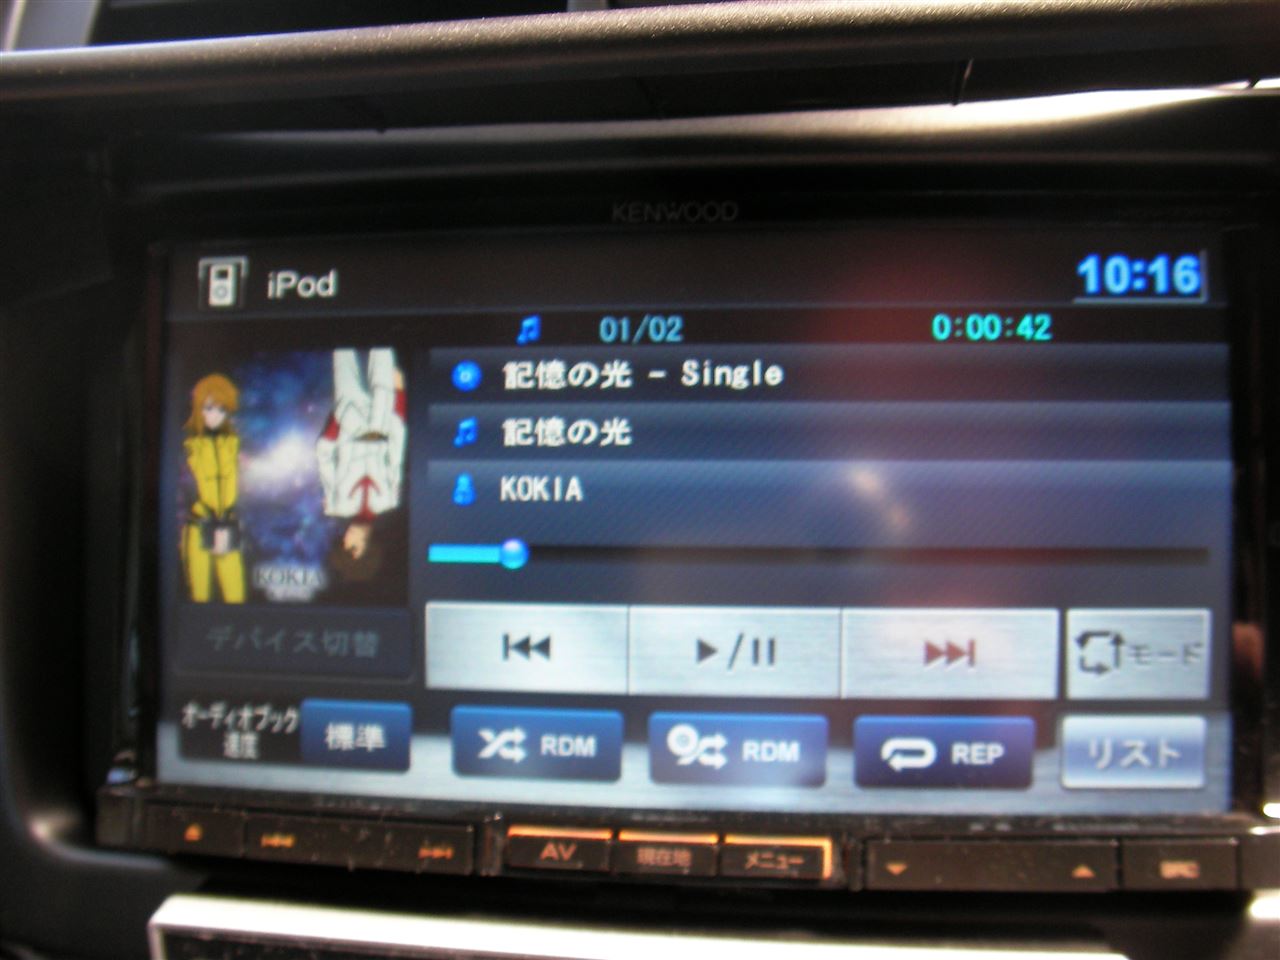 KENWOOD
iPod
10:16
01/02
0:00:42
記憶の光 - Single
記憶の光
KOKIA
KOKIA
デバイス切替
/
モード
オーディオブック
速度
標準
RDM
RDM
REP
リスト
AV
現在地
メニュー
SRC